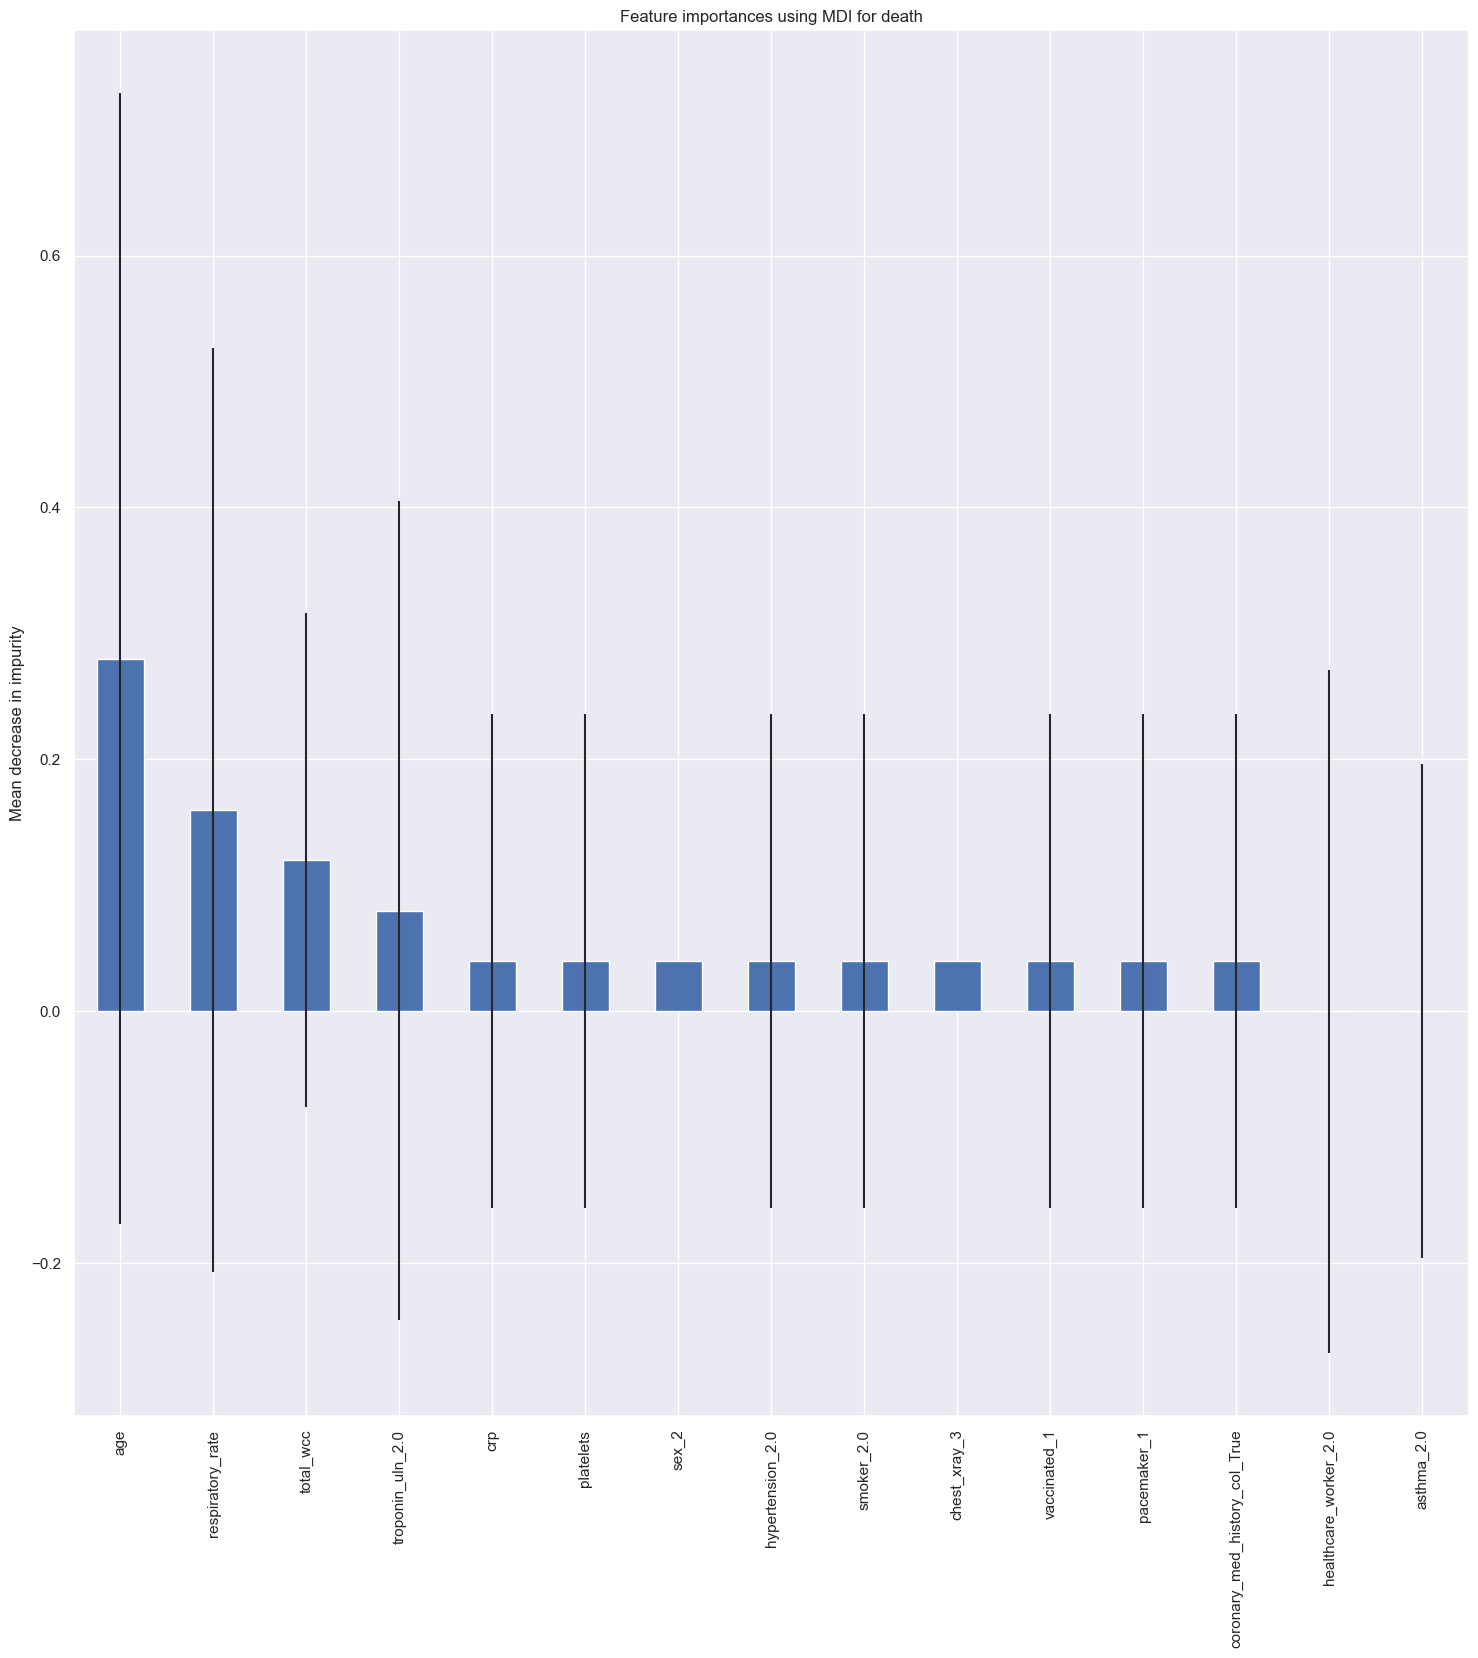 Feature importances using MDI for death
Mean decrease in impurity
0.6
0.4
0.2
0.0
−0.2
age
respiratory_rate
total_wcc
troponin_uln_2.0
crp
platelets
sex_2
hypertension_2.0
smoker_2.0
chest_xray_3
vaccinated_1
pacemaker_1
coronary_med_history_col_True
healthcare_worker_2.0
asthma_2.0